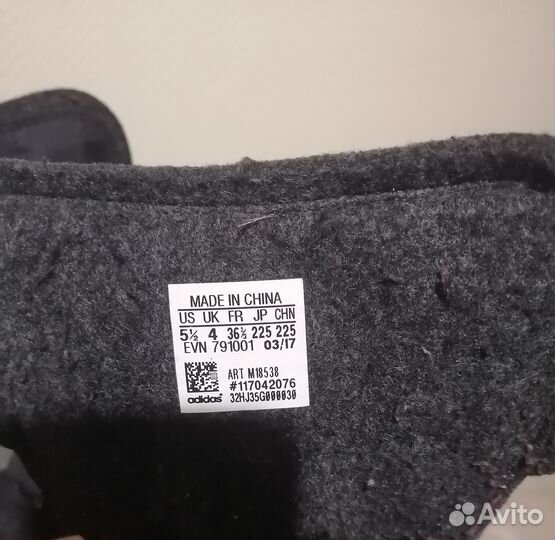 MADE IN CHINA
US UK FR JP CHN
5½ 4 36⅔ 225 225
EVN 791001 03/17
ART M18538
#117042076
adidas 32HJ35G000030
Avito